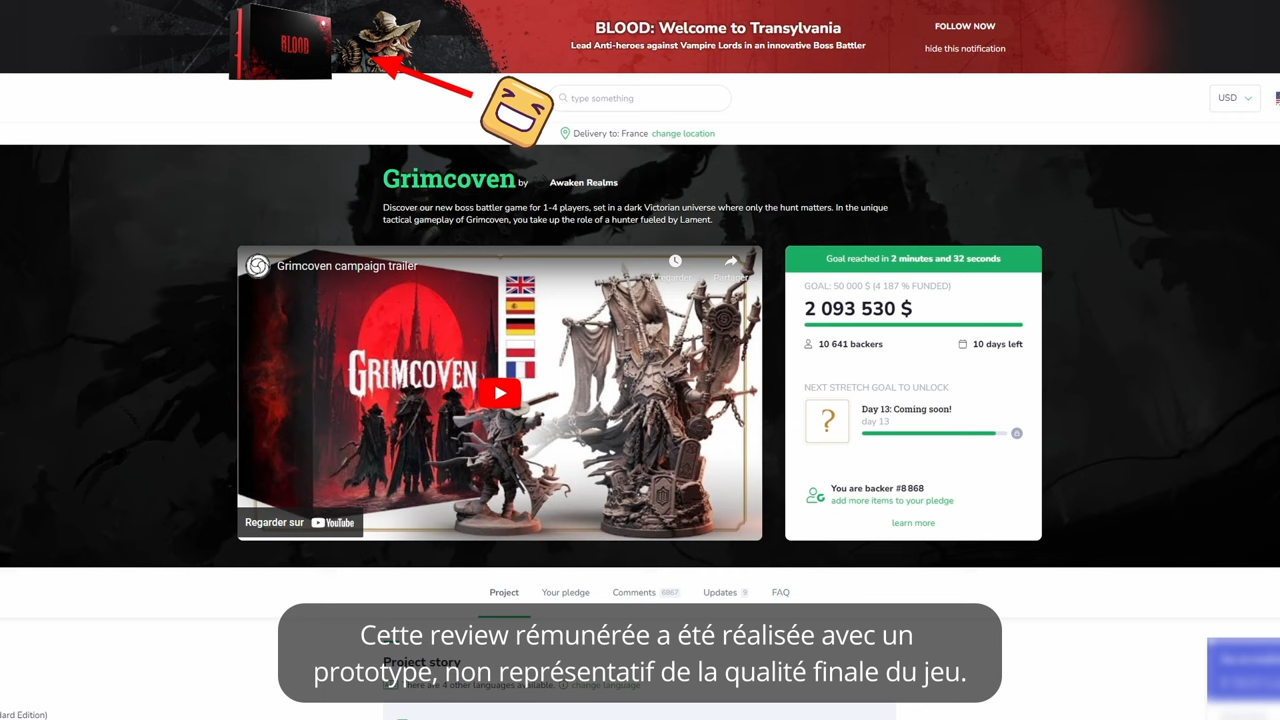 BLOOD
BLOOD: Welcome to Transylvania
Lead Anti-heroes against Vampire Lords in an innovative Boss Battler
FOLLOW NOW
hide this notification
type something
USD
Delivery to: France change location
Grimcoven by Awaken Realms
Discover our new boss battler game for 1-4 players, set in a dark Victorian universe where only the hunt matters. In the unique
tactical gameplay of Grimcoven, you take up the role of a hunter fueled by Lament.
Grimcoven campaign trailer
À regarder
Partager
GRIMCOVEN
Regarder sur YouTube
Goal reached in 2 minutes and 32 seconds
GOAL: 50 000 $ (4 187 % FUNDED)
2 093 530 $
10 641 backers
10 days left
NEXT STRETCH GOAL TO UNLOCK
?
Day 13: Coming soon!
day 13
You are backer #8 868
add more items to your pledge
learn more
Project
Your pledge
Comments 6867
Updates 9
FAQ
Cette review rémunérée a été réalisée avec un
prototype, non représentatif de la qualité finale du jeu.
Project story
There are 4 other languages available. change language
dard Edition)